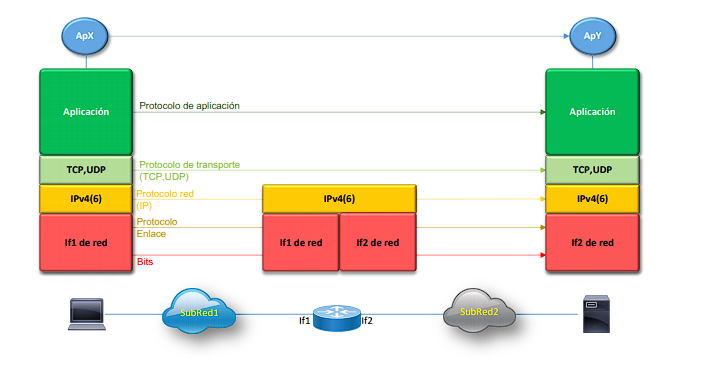 ApX
ApY
Aplicación
Protocolo de aplicación
Aplicación
TCP,UDP
Protocolo de transporte
(TCP,UDP)
TCP,UDP
IPv4(6)
Protocolo red
(IP)
IPv4(6)
IPv4(6)
If1 de red
Protocolo
Enlace
Bits
If1 de red
If2 de red
If2 de red
SubRed1
If1
If2
SubRed2